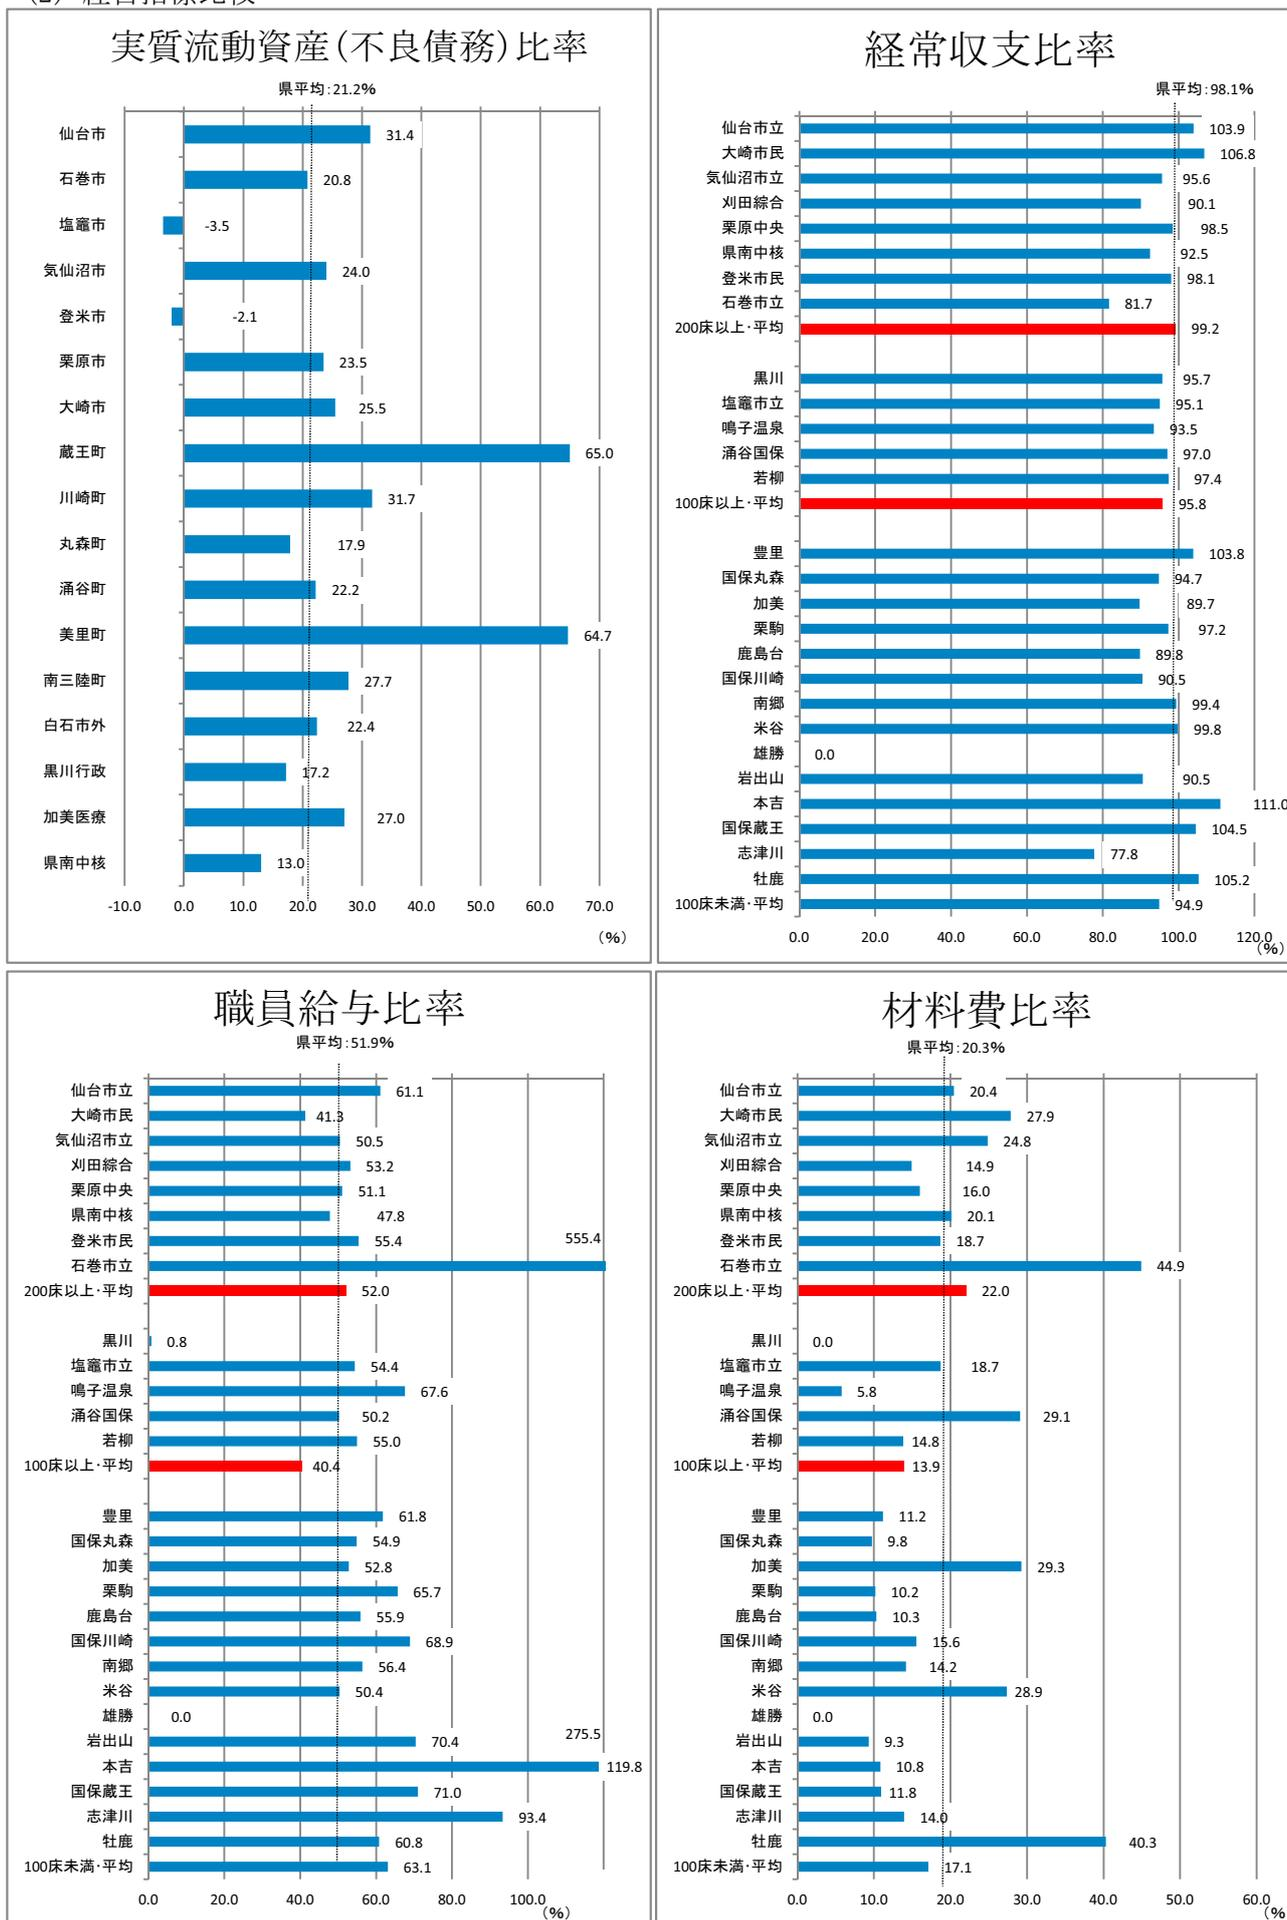 (2) 経営指標比較
実質流動資産(不良債務)比率
県平均:21.2%
仙台市 31.4
石巻市 20.8
塩竈市 -3.5
気仙沼市 24.0
登米市 -2.1
栗原市 23.5
大崎市 25.5
蔵王町 65.0
川崎町 31.7
丸森町 17.9
涌谷町 22.2
美里町 64.7
南三陸町 27.7
白石市外 22.4
黒川行政 17.2
加美医療 27.0
県南中核 13.0
-10.0 0.0 10.0 20.0 30.0 40.0 50.0 60.0 70.0
(%)
経常収支比率
県平均:98.1%
仙台市立 103.9
大崎市民 106.8
気仙沼市立 95.6
刈田綜合 90.1
栗原中央 98.5
県南中核 92.5
登米市民 98.1
石巻市立 81.7
200床以上・平均 99.2
黒川 95.7
塩竈市立 95.1
鳴子温泉 93.5
涌谷国保 97.0
若柳 97.4
100床以上・平均 95.8
豊里 103.8
国保丸森 94.7
加美 89.7
栗駒 97.2
鹿島台 89.8
国保川崎 90.5
南郷 99.4
米谷 99.8
雄勝 0.0
岩出山 90.5
本吉 111.0
国保蔵王 104.5
志津川 77.8
牡鹿 105.2
100床未満・平均 94.9
0.0 20.0 40.0 60.0 80.0 100.0 120.0
(%)
職員給与比率
県平均:51.9%
仙台市立 61.1
大崎市民 41.3
気仙沼市立 50.5
刈田綜合 53.2
栗原中央 51.1
県南中核 47.8
登米市民 55.4
555.4
石巻市立
200床以上・平均 52.0
黒川 0.8
塩竈市立 54.4
鳴子温泉 67.6
涌谷国保 50.2
若柳 55.0
100床以上・平均 40.4
豊里 61.8
国保丸森 54.9
加美 52.8
栗駒 65.7
鹿島台 55.9
国保川崎 68.9
南郷 56.4
米谷 50.4
雄勝 0.0
275.5
岩出山 70.4
本吉 119.8
国保蔵王 71.0
志津川 93.4
牡鹿 60.8
100床未満・平均 63.1
0.0 20.0 40.0 60.0 80.0 100.0
(%)
材料費比率
県平均:20.3%
仙台市立 20.4
大崎市民 27.9
気仙沼市立 24.8
刈田綜合 14.9
栗原中央 16.0
県南中核 20.1
登米市民 18.7
石巻市立 44.9
200床以上・平均 22.0
黒川 0.0
塩竈市立 18.7
鳴子温泉 5.8
涌谷国保 29.1
若柳 14.8
100床以上・平均 13.9
豊里 11.2
国保丸森 9.8
加美 29.3
栗駒 10.2
鹿島台 10.3
国保川崎 15.6
南郷 14.2
米谷 28.9
雄勝 0.0
岩出山 9.3
本吉 10.8
国保蔵王 11.8
志津川 14.0
牡鹿 40.3
100床未満・平均 17.1
0.0 10.0 20.0 30.0 40.0 50.0 60.0
(%)